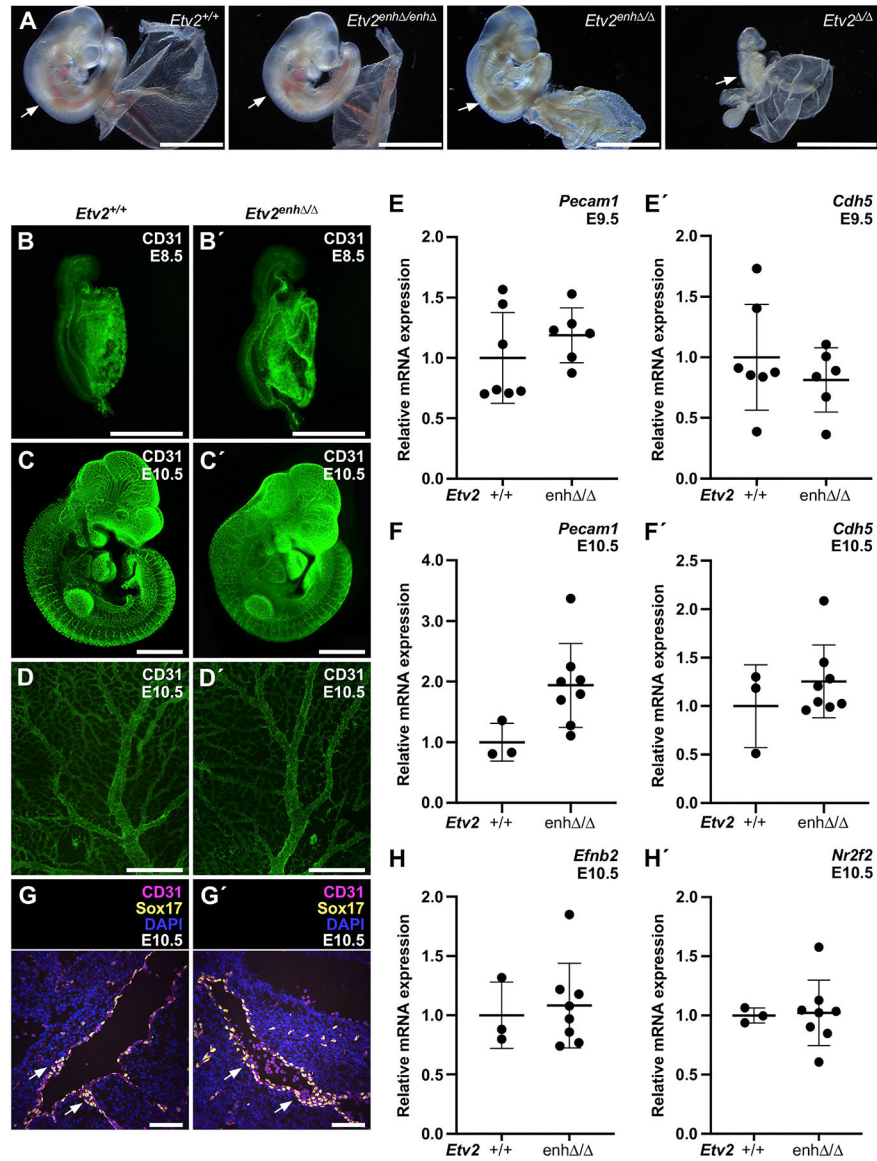 A
Etv2+/+
Etv2enhΔ/enhΔ
Etv2enhΔ/Δ
EtvΔ/Δ
Etv2+/+
Etv2enhΔ/Δ
B
CD31
E8.5
B´
CD31
E8.5
C
CD31
E10.5
C´
CD31
E10.5
D
CD31
E10.5
D´
CD31
E10.5
G
CD31
Sox17
DAPI
E10.5
G´
CD31
Sox17
DAPI
E10.5
E
Pecam1
E9.5
Relative mRNA expression
2.0
1.5
1.0
0.5
0.0
Etv2 +/+ enhΔ/Δ
E´
Cdh5
E9.5
Relative mRNA expression
2.0
1.5
1.0
0.5
0.0
Etv2 +/+ enhΔ/Δ
F
Pecam1
E10.5
Relative mRNA expression
4.0
3.0
2.0
1.0
0.0
Etv2 +/+ enhΔ/Δ
F´
Cdh5
E10.5
Relative mRNA expression
2.5
2.0
1.5
1.0
0.5
0.0
Etv2 +/+ enhΔ/Δ
H
Efnb2
E10.5
Relative mRNA expression
2.0
1.5
1.0
0.5
0.0
Etv2 +/+ enhΔ/Δ
H´
Nr2f2
E10.5
Relative mRNA expression
2.0
1.5
1.0
0.5
0.0
Etv2 +/+ enhΔ/Δ